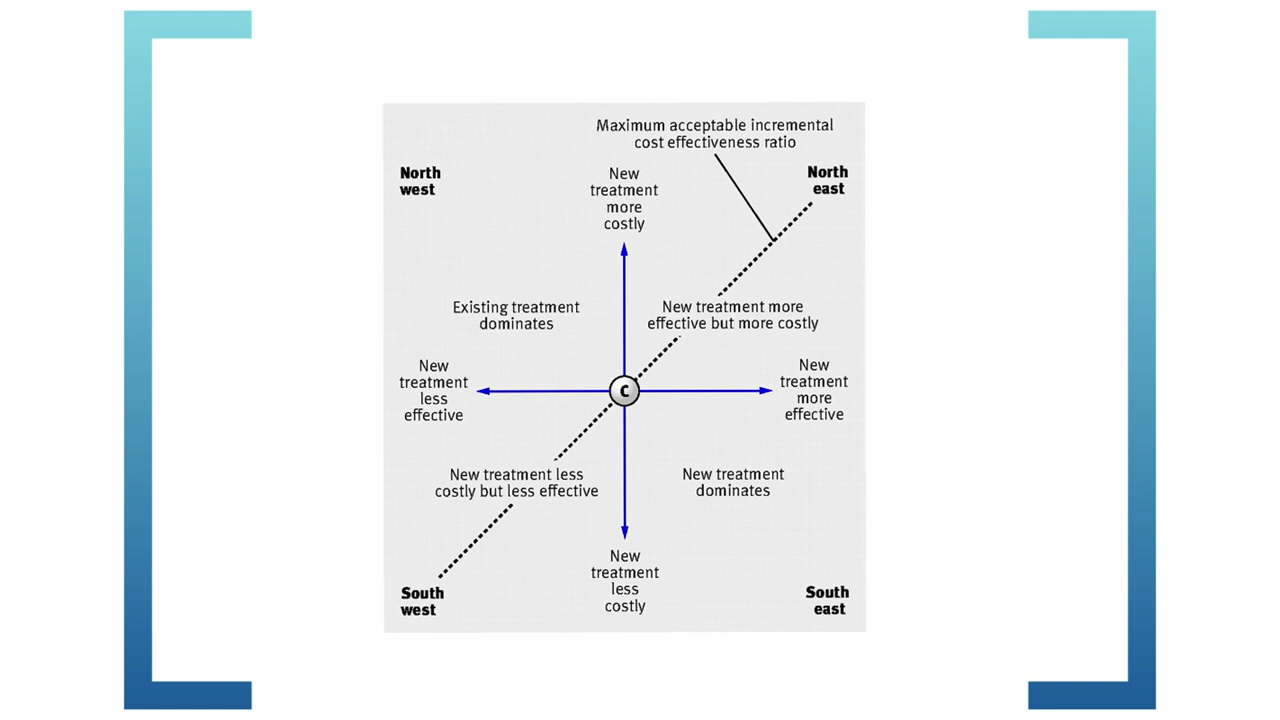 Maximum acceptable incremental
cost effectiveness ratio
North
west
New
treatment
more
costly
North
east
Existing treatment
dominates
New treatment more
effective but more costly
New
treatment
less
effective
C
New
treatment
more
effective
New treatment less
costly but less effective
New treatment
dominates
New
treatment
less
costly
South
west
South
east